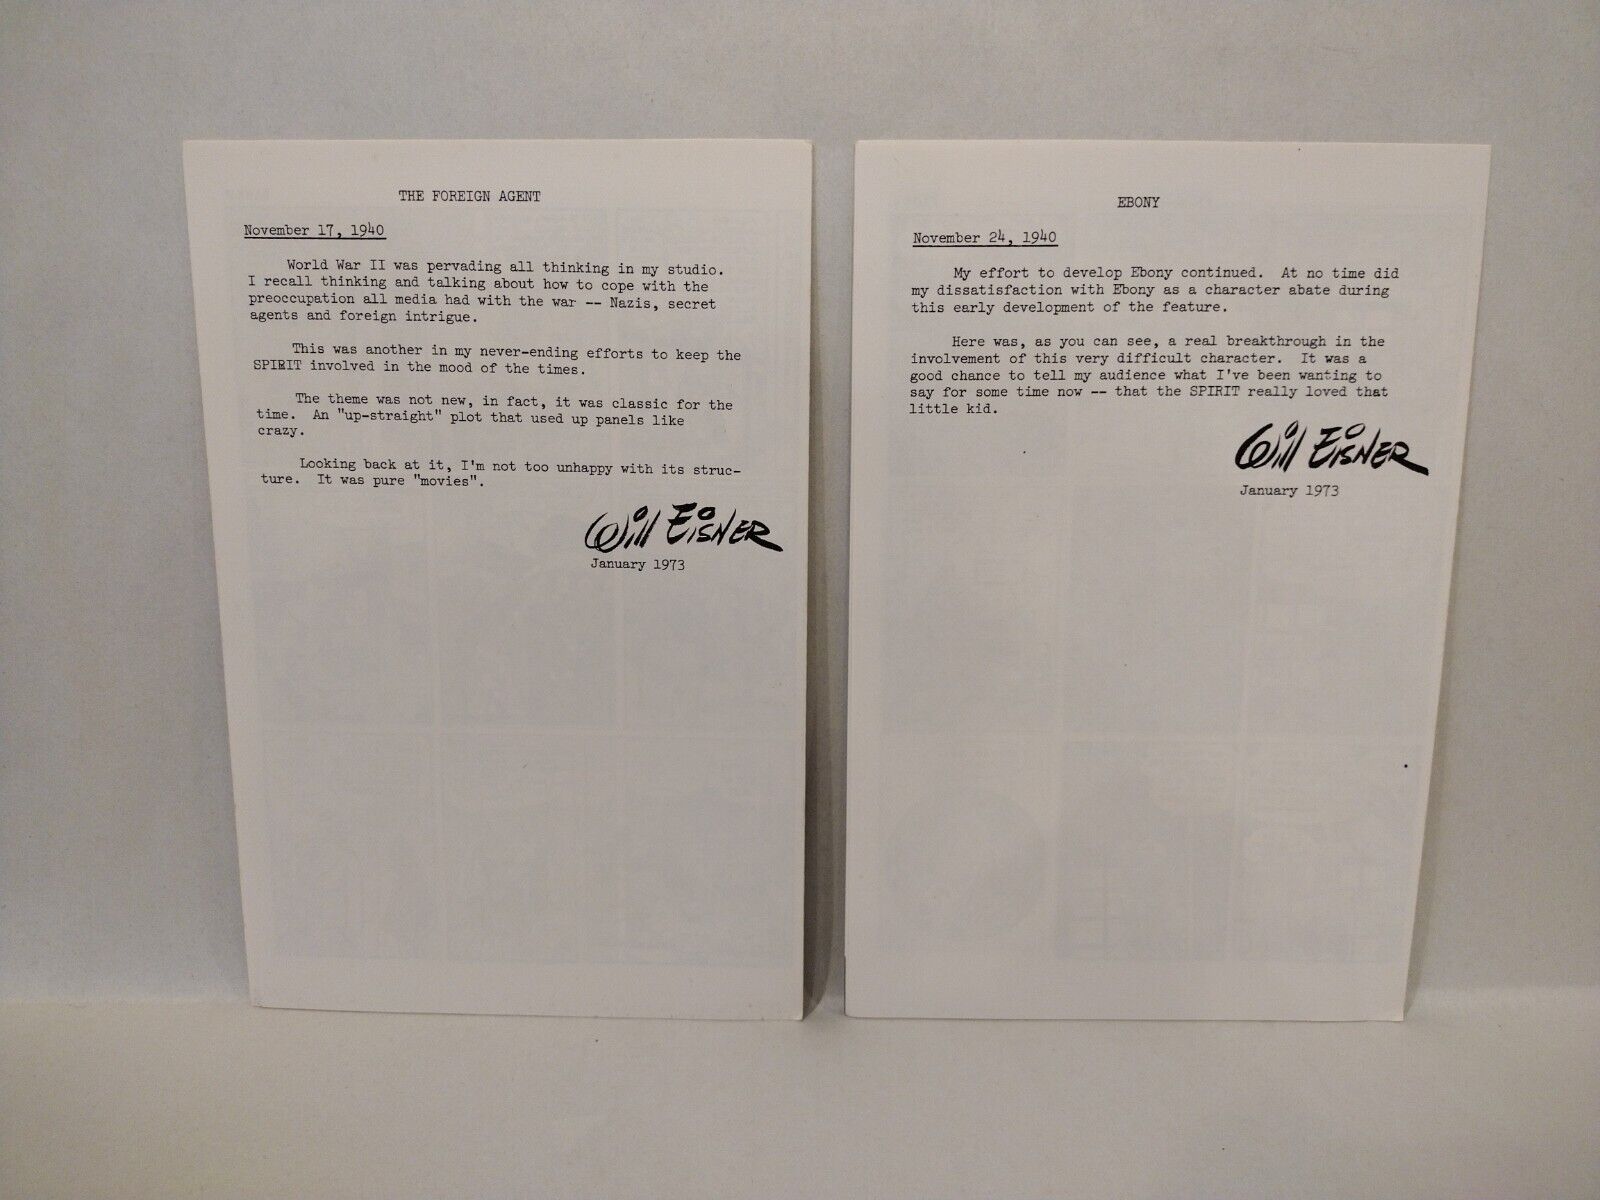 THE FOREIGN AGENT
November 17, 1940
World War II was pervading all thinking in my studio.
I recall thinking and talking about how to cope with the
preoccupation all media had with the war -- Nazis, secret
agents and foreign intrigue.
This was another in my never-ending efforts to keep the
SPIRIT involved in the mood of the times.
The theme was not new, in fact, it was classic for the
time. An "up-straight" plot that used up panels like
crazy.
Looking back at it, I'm not too unhappy with its struc-
ture. It was pure "movies".
Will EISNER
January 1973
EBONY
November 24, 1940
My effort to develop Ebony continued. At no time did
my dissatisfaction with Ebony as a character abate during
this early development of the feature.
Here was, as you can see, a real breakthrough in the
involvement of this very difficult character. It was a
good chance to tell my audience what I've been wanting to
say for some time now -- that the SPIRIT really loved that
little kid.
Will EISNER
January 1973